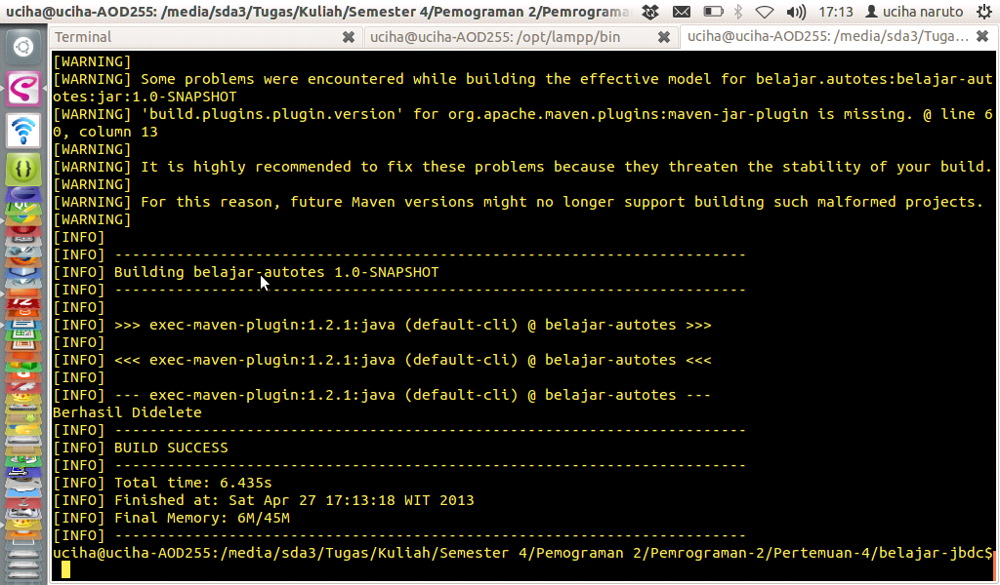 uciha@uciha-AOD255: /media/sda3/Tugas/Kuliah/Semester 4/Pemograman 2/Pemrograma
17:13
uciha naruto
Terminal
uciha@uciha-AOD255: /opt/lampp/bin
uciha@uciha-AOD255: /media/sda3/Tuga...
[WARNING]
[WARNING] Some problems were encountered while building the effective model for belajar.autotes:belajar-aut
otes:jar:1.0-SNAPSHOT
[WARNING] 'build.plugins.plugin.version' for org.apache.maven.plugins:maven-jar-plugin is missing. @ line 6
0, column 13
[WARNING]
[WARNING] It is highly recommended to fix these problems because they threaten the stability of your build.
[WARNING]
[WARNING] For this reason, future Maven versions might no longer support building such malformed projects.
[WARNING]
[INFO]
[INFO] ------------------------------------------------------------------------
[INFO] Building belajar-autotes 1.0-SNAPSHOT
[INFO] ------------------------------------------------------------------------
[INFO]
[INFO] >>> exec-maven-plugin:1.2.1:java (default-cli) @ belajar-autotes >>>
[INFO]
[INFO] <<< exec-maven-plugin:1.2.1:java (default-cli) @ belajar-autotes <<<
[INFO]
[INFO] --- exec-maven-plugin:1.2.1:java (default-cli) @ belajar-autotes ---
Berhasil Didelete
[INFO] ------------------------------------------------------------------------
[INFO] BUILD SUCCESS
[INFO] ------------------------------------------------------------------------
[INFO] Total time: 6.435s
[INFO] Finished at: Sat Apr 27 17:13:18 WIT 2013
[INFO] Final Memory: 6M/45M
[INFO] ------------------------------------------------------------------------
uciha@uciha-AOD255:/media/sda3/Tugas/Kuliah/Semester 4/Pemograman 2/Pemrograman-2/Pertemuan-4/belajar-jbdc$